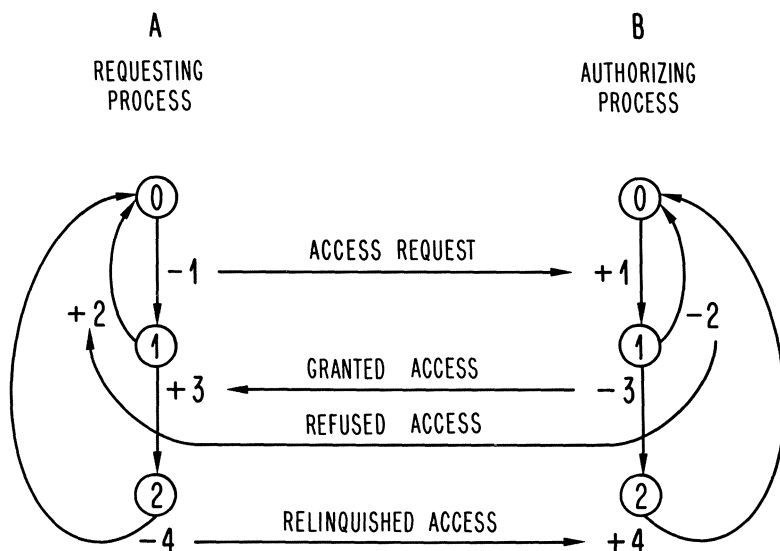 A
B
REQUESTING
PROCESS
AUTHORIZING
PROCESS
0
0
-1
ACCESS REQUEST
+1
+2
-2
1
1
+3
GRANTED ACCESS
-3
REFUSED ACCESS
2
2
-4
RELINQUISHED ACCESS
+4